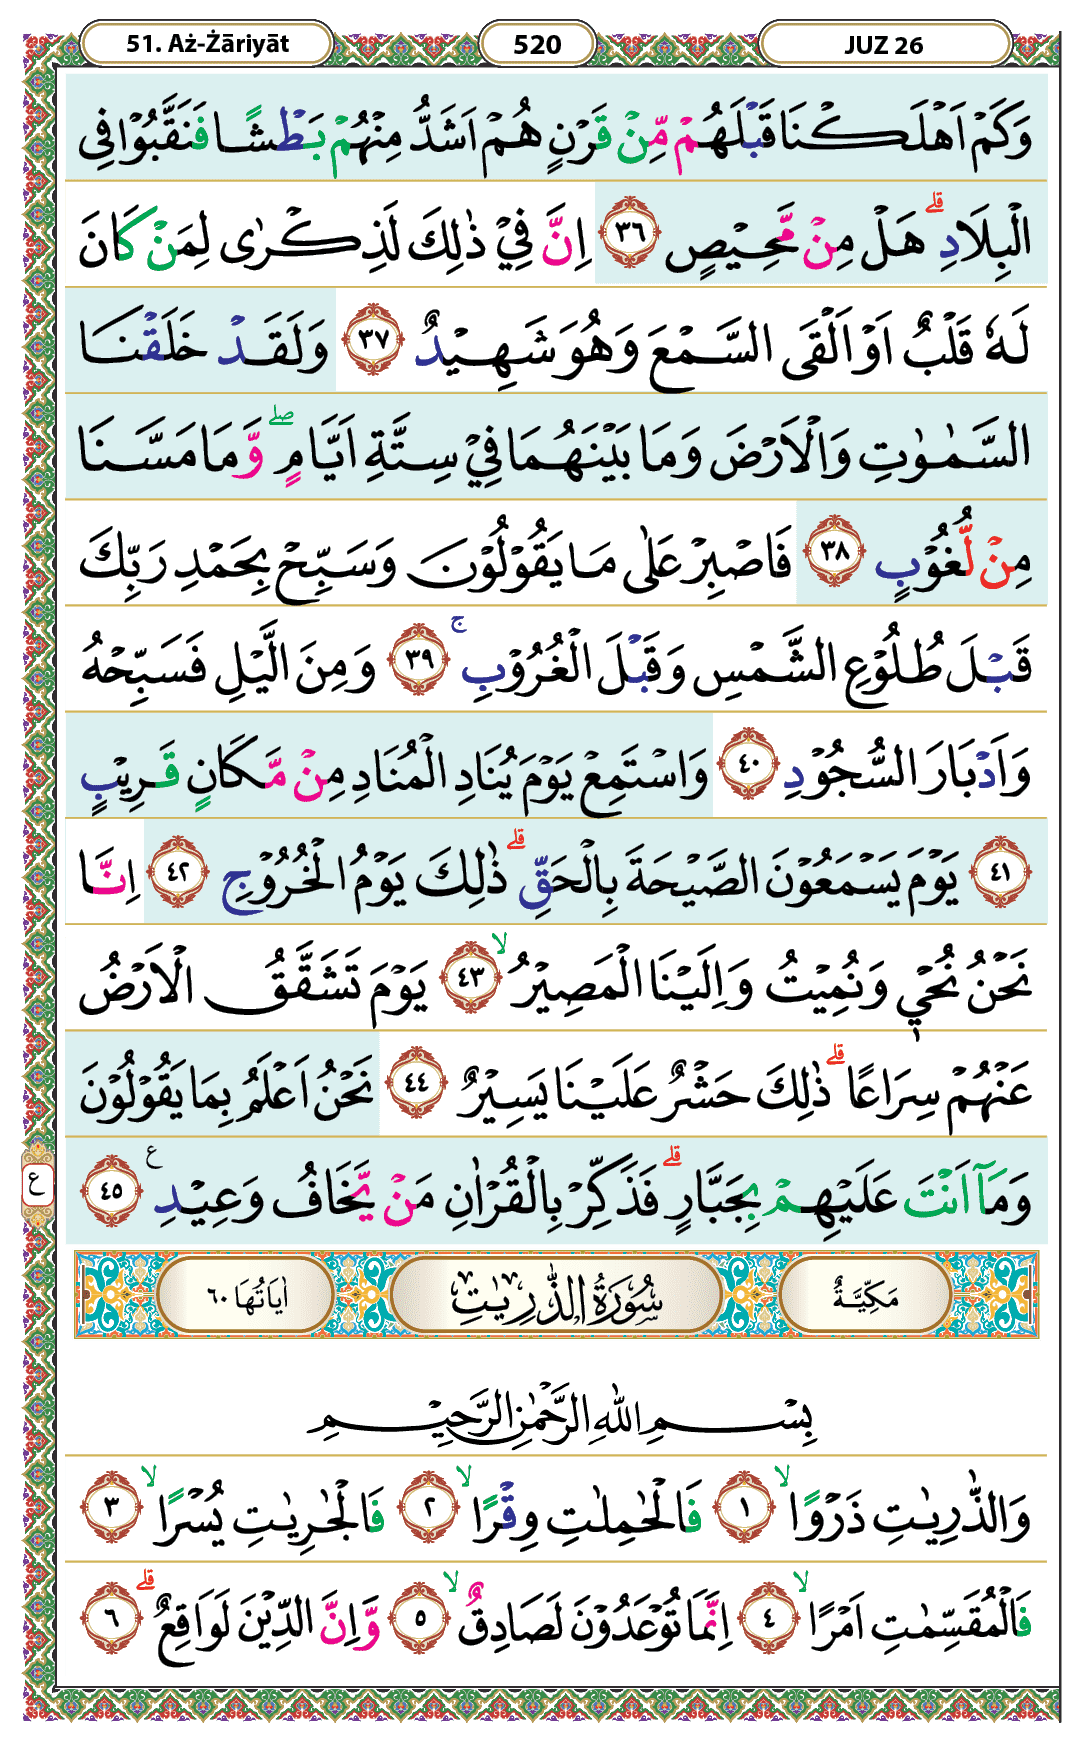 51. Aż-Żāriyāt 520 JUZ 26
وَكَمْ اَهْلَكْنَا قَبْلَهُمْ مِّنْ قَرْنٍ هُمْ اَشَدُّ مِنْهُمْ بَطْشًا فَنَقَّبُوْا فِى
الْبِلَادِۗ هَلْ مِنْ مَّحِيْصٍ ٣٦ اِنَّ فِيْ ذٰلِكَ لَذِكْرٰى لِمَنْ كَانَ
لَهٗ قَلْبٌ اَوْ اَلْقَى السَّمْعَ وَهُوَ شَهِيْدٌ ٣٧ وَلَقَدْ خَلَقْنَا
السَّمٰوٰتِ وَالْاَرْضَ وَمَا بَيْنَهُمَا فِيْ سِتَّةِ اَيَّامٍۖ وَّمَا مَسَّنَا
مِنْ لُّغُوْبٍ ٣٨ فَاصْبِرْ عَلٰى مَا يَقُوْلُوْنَ وَسَبِّحْ بِحَمْدِ رَبِّكَ
قَبْلَ طُلُوْعِ الشَّمْسِ وَقَبْلَ الْغُرُوْبِۚ ٣٩ وَمِنَ الَّيْلِ فَسَبِّحْهُ
وَاَدْبَارَ السُّجُوْدِ ٤٠ وَاسْتَمِعْ يَوْمَ يُنَادِ الْمُنَادِ مِنْ مَّكَانٍ قَرِيْبٍ
٤١ يَوْمَ يَسْمَعُوْنَ الصَّيْحَةَ بِالْحَقِّۗ ذٰلِكَ يَوْمُ الْخُرُوْجِ ٤٢ اِنَّا
نَحْنُ نُحْيٖ وَنُمِيْتُ وَاِلَيْنَا الْمَصِيْرُۙ ٤٣ يَوْمَ تَشَقَّقُ الْاَرْضُ
عَنْهُمْ سِرَاعًاۗ ذٰلِكَ حَشْرٌ عَلَيْنَا يَسِيْرٌ ٤٤ نَحْنُ اَعْلَمُ بِمَا يَقُوْلُوْنَ
وَمَآ اَنْتَ عَلَيْهِمْ بِجَبَّارٍۗ فَذَكِّرْ بِالْقُرْاٰنِ مَنْ يَّخَافُ وَعِيْدِ ع ٤٥
ع
مَكِّيَّةٌ سُوْرَةُ الذّٰرِيٰتِ اٰيَاتُهَا ٦٠
بِسْمِ اللّٰهِ الرَّحْمٰنِ الرَّحِيْمِ
وَالذّٰرِيٰتِ ذَرْوًاۙ ١ فَالْحٰمِلٰتِ وِقْرًاۙ ٢ فَالْجٰرِيٰتِ يُسْرًاۙ ٣
فَالْمُقَسِّمٰتِ اَمْرًاۙ ٤ اِنَّمَا تُوْعَدُوْنَ لَصَادِقٌۙ ٥ وَّاِنَّ الدِّيْنَ لَوَاقِعٌۗ ٦